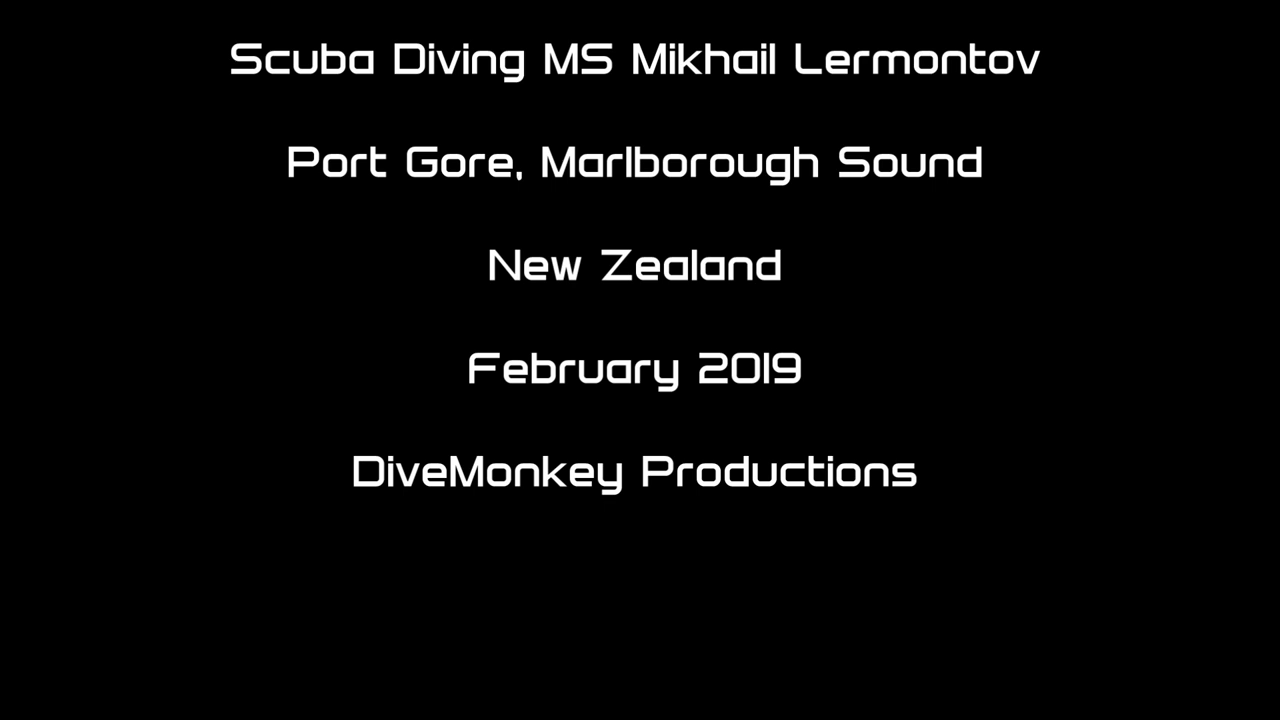 Scuba Diving MS Mikhail Lermontov
Port Gore, Marlborough Sound
New Zealand
February 2019
DiveMonkey Productions